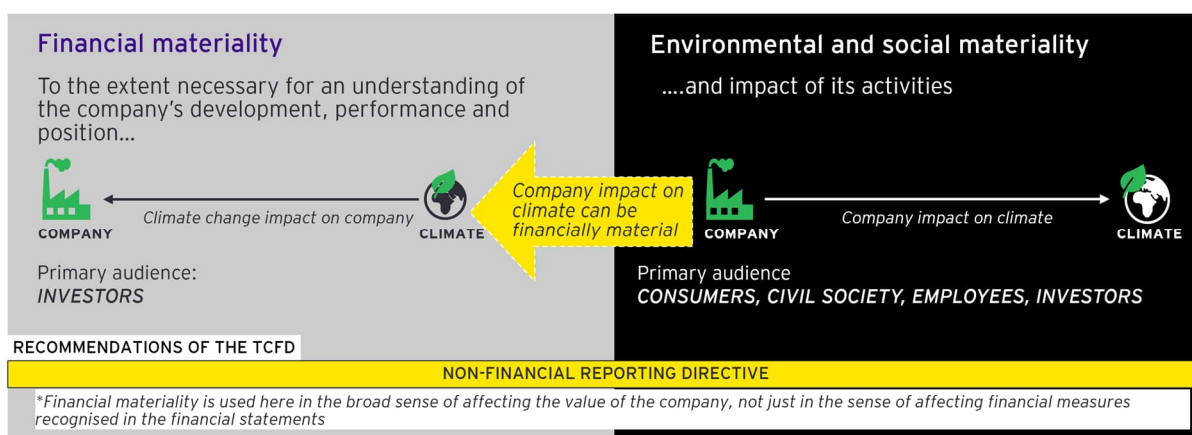 Financial materiality
To the extent necessary for an understanding of
the company's development, performance and
position...
Climate change impact on company
COMPANY
CLIMATE
Primary audience:
INVESTORS
Company impact on
climate can be
financially material
Environmental and social materiality
....and impact of its activities
Company impact on climate
COMPANY
CLIMATE
Primary audience
CONSUMERS, CIVIL SOCIETY, EMPLOYEES, INVESTORS
RECOMMENDATIONS OF THE TCFD
NON-FINANCIAL REPORTING DIRECTIVE
*Financial materiality is used here in the broad sense of affecting the value of the company, not just in the sense of affecting financial measures
recognised in the financial statements